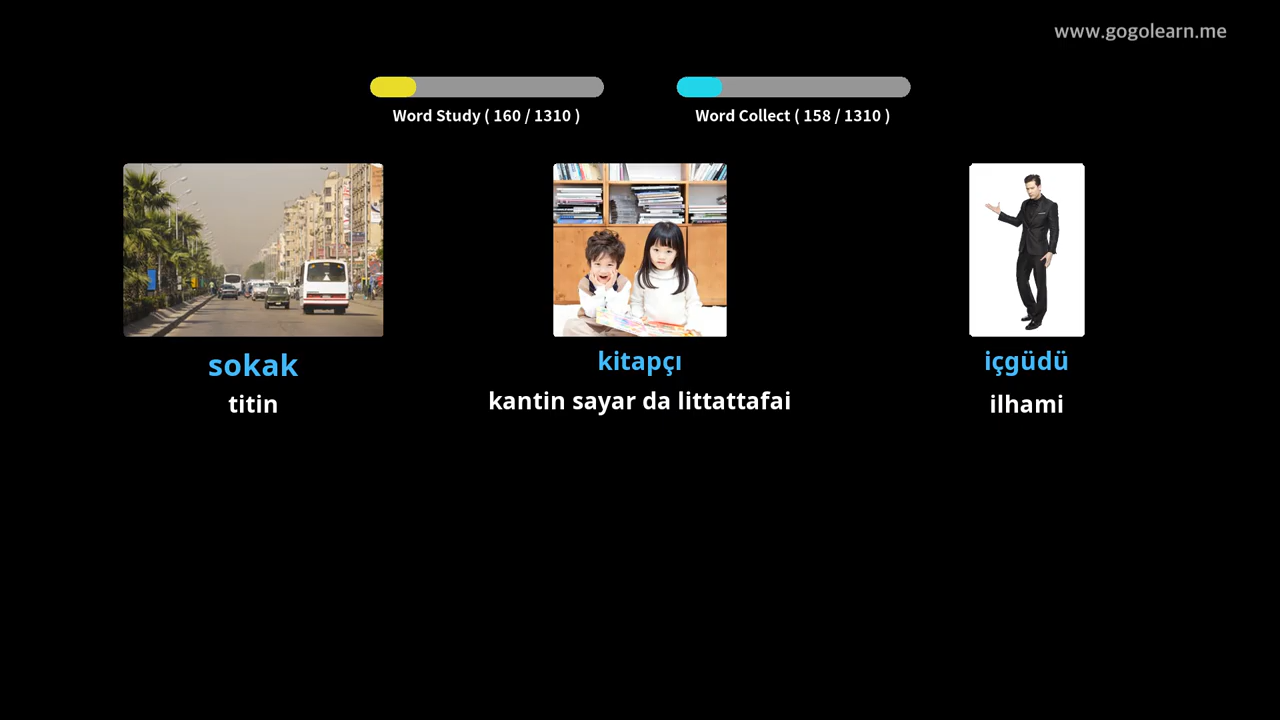 www.gogolearn.me
Word Study ( 160 / 1310 )
Word Collect ( 158 / 1310 )
sokak
titin
kitapçı
kantin sayar da littattafai
içgüdü
ilhami